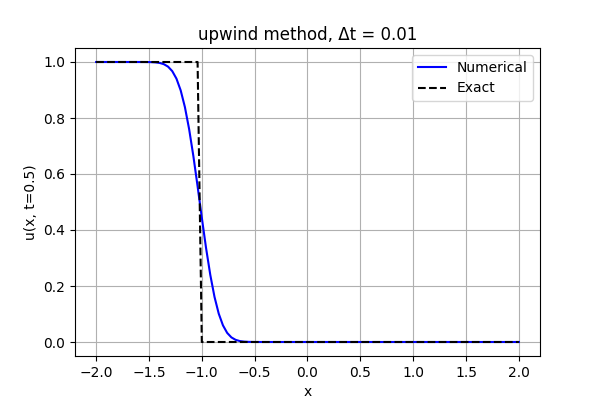 upwind method, Δt = 0.01
Numerical
Exact
1.0
0.8
0.6
0.4
0.2
0.0
u(x, t=0.5)
−2.0 −1.5 −1.0 −0.5 0.0 0.5 1.0 1.5 2.0
x